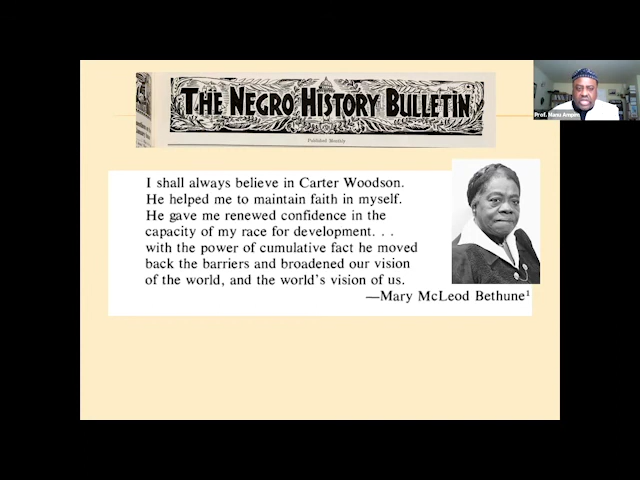 THE NEGRO HISTORY BULLETIN
Published Monthly
Prof. Manu Ampim
I shall always believe in Carter Woodson.
He helped me to maintain faith in myself.
He gave me renewed confidence in the
capacity of my race for development. . .
with the power of cumulative fact he moved
back the barriers and broadened our vision
of the world, and the world's vision of us.
—Mary McLeod Bethune¹